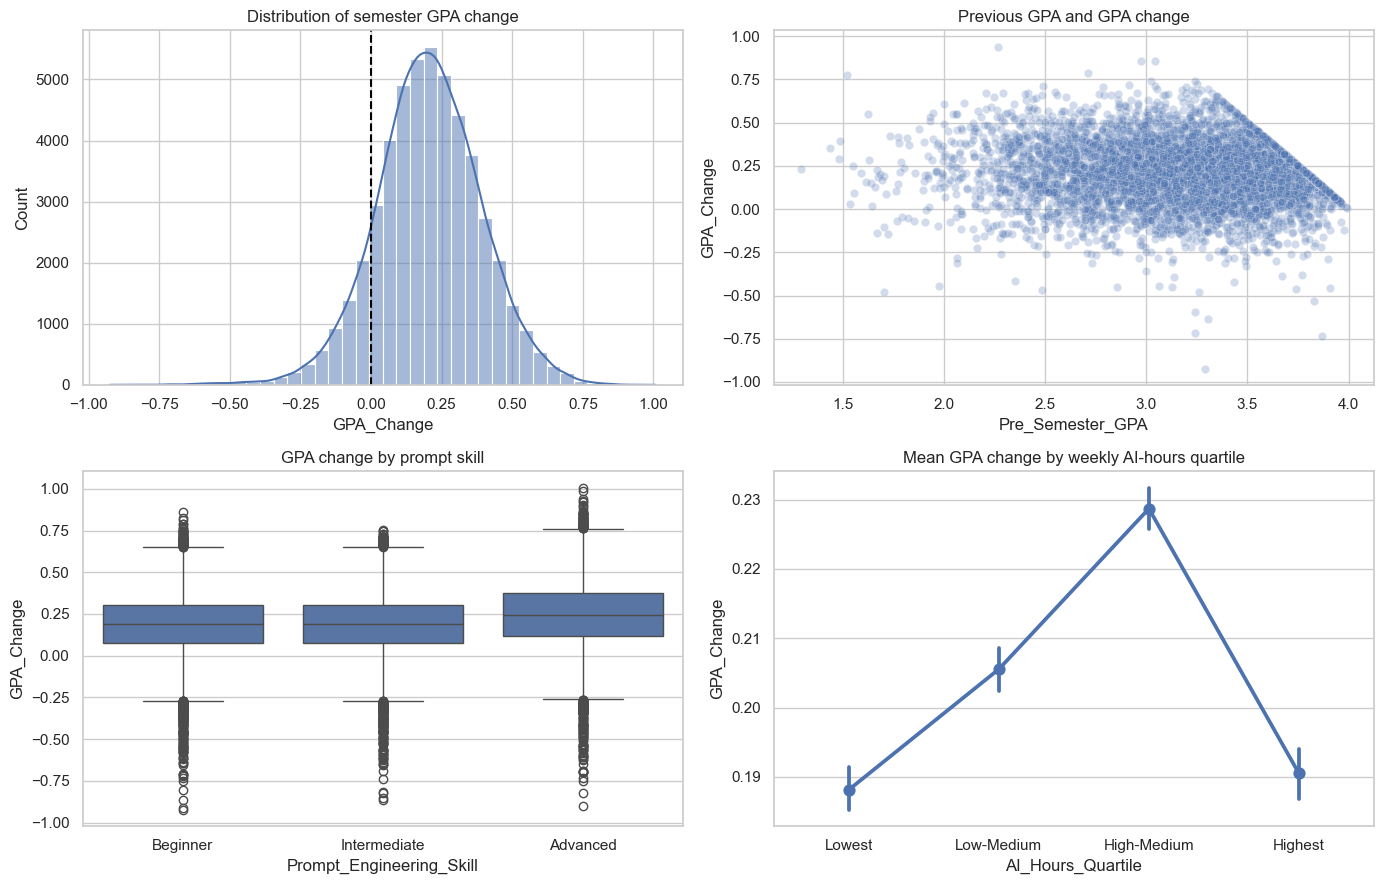 Distribution of semester GPA change
Count
5000
4000
3000
2000
1000
0
−1.00 −0.75 −0.50 −0.25 0.00 0.25 0.50 0.75 1.00
GPA_Change
Previous GPA and GPA change
GPA_Change
1.00
0.75
0.50
0.25
0.00
−0.25
−0.50
−0.75
−1.00
1.5 2.0 2.5 3.0 3.5 4.0
Pre_Semester_GPA
GPA change by prompt skill
GPA_Change
1.00
0.75
0.50
0.25
0.00
−0.25
−0.50
−0.75
−1.00
Beginner Intermediate Advanced
Prompt_Engineering_Skill
Mean GPA change by weekly AI-hours quartile
GPA_Change
0.23
0.22
0.21
0.20
0.19
Lowest Low-Medium High-Medium Highest
AI_Hours_Quartile